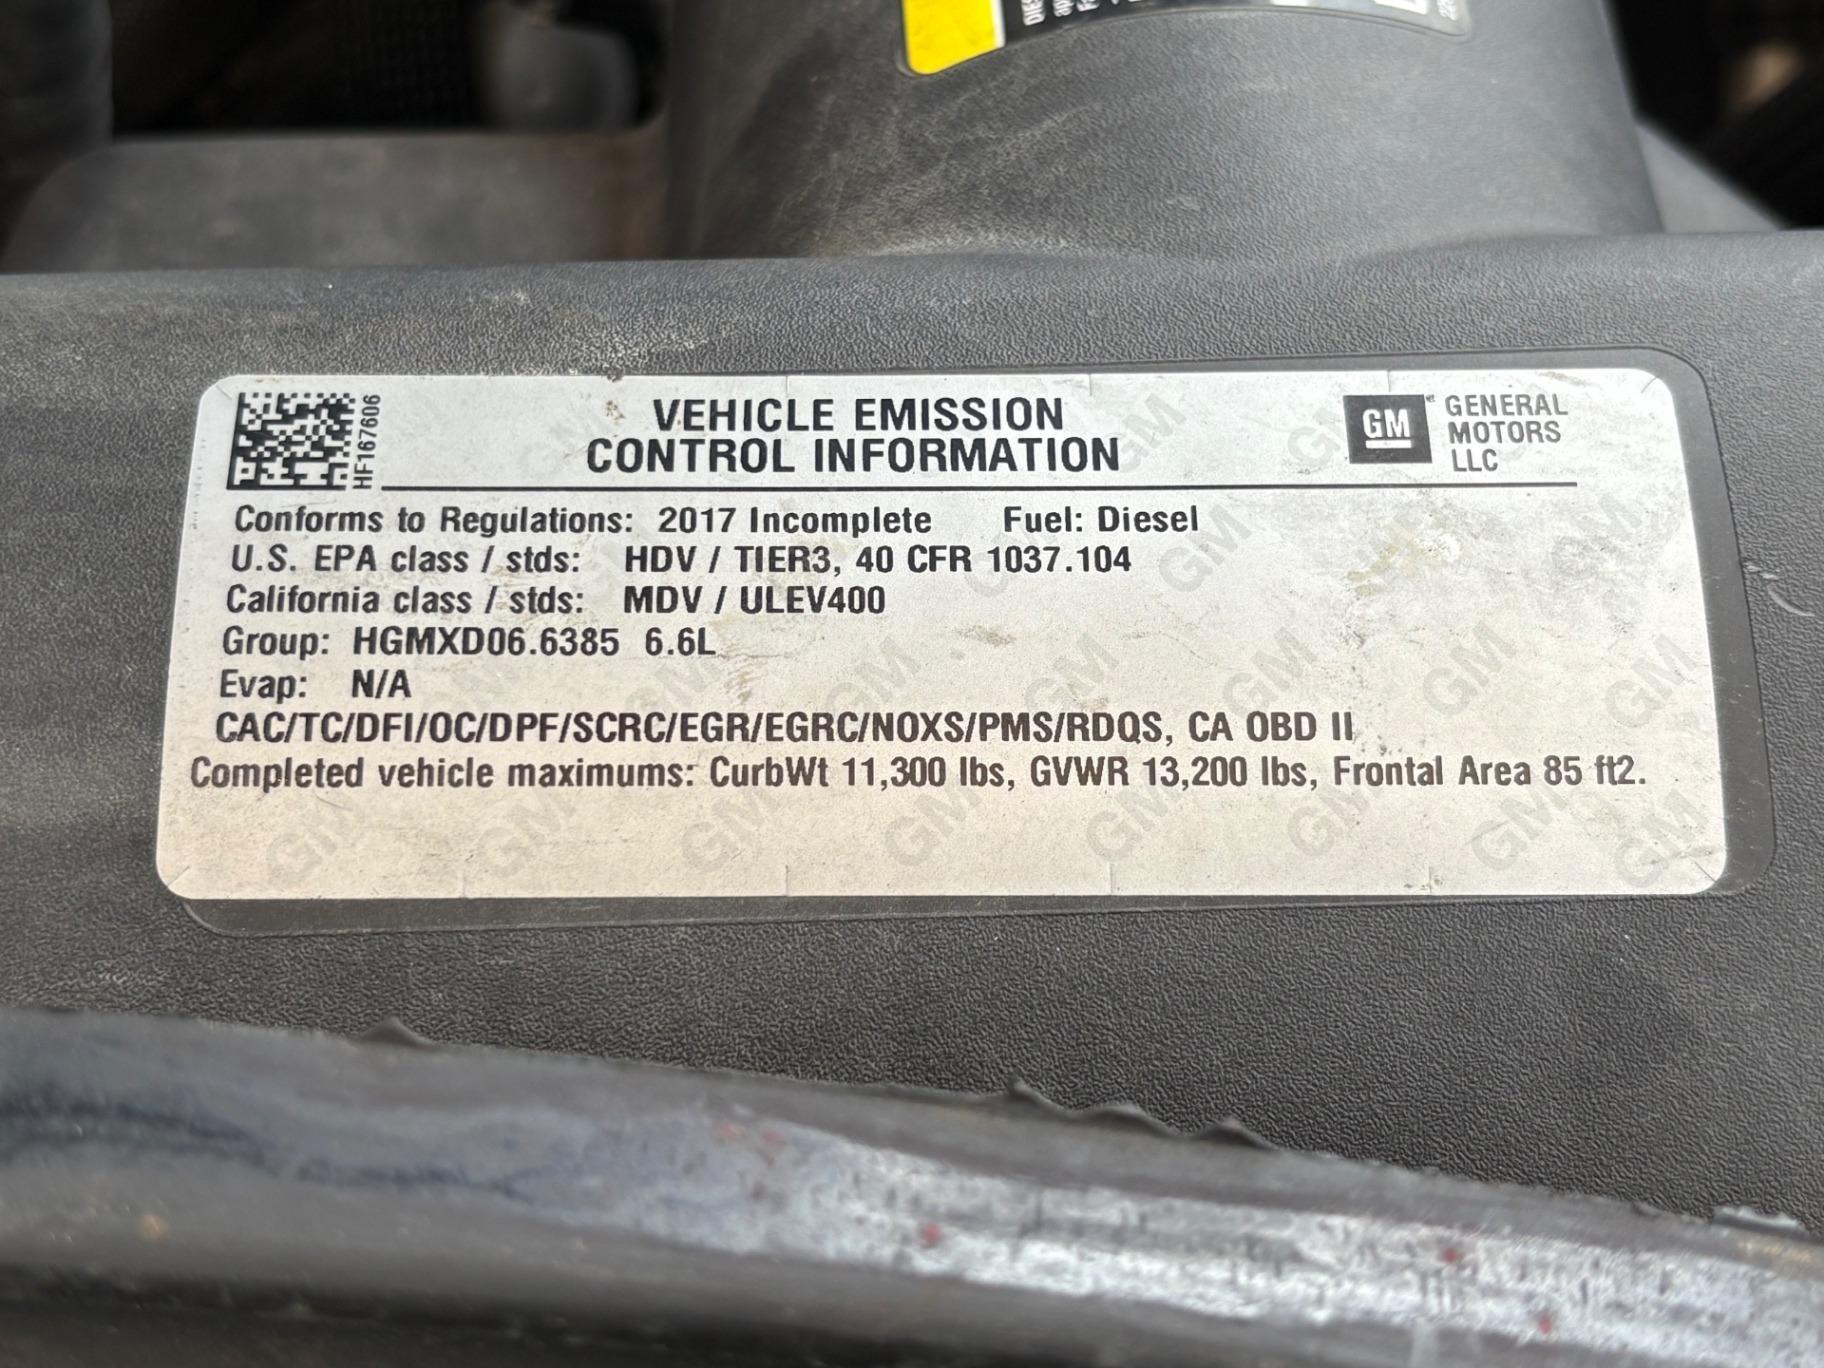 HF167606
VEHICLE EMISSION
CONTROL INFORMATION
GM
GENERAL
MOTORS
LLC
Conforms to Regulations: 2017 Incomplete Fuel: Diesel
U.S. EPA class / stds: HDV / TIER3, 40 CFR 1037.104
California class / stds: MDV / ULEV400
Group: HGMXD06.6385 6.6L
Evap: N/A
CAC/TC/DFI/OC/DPF/SCRC/EGR/EGRC/NOXS/PMS/RDQS, CA OBD II
Completed vehicle maximums: CurbWt 11,300 lbs, GVWR 13,200 lbs, Frontal Area 85 ft2.